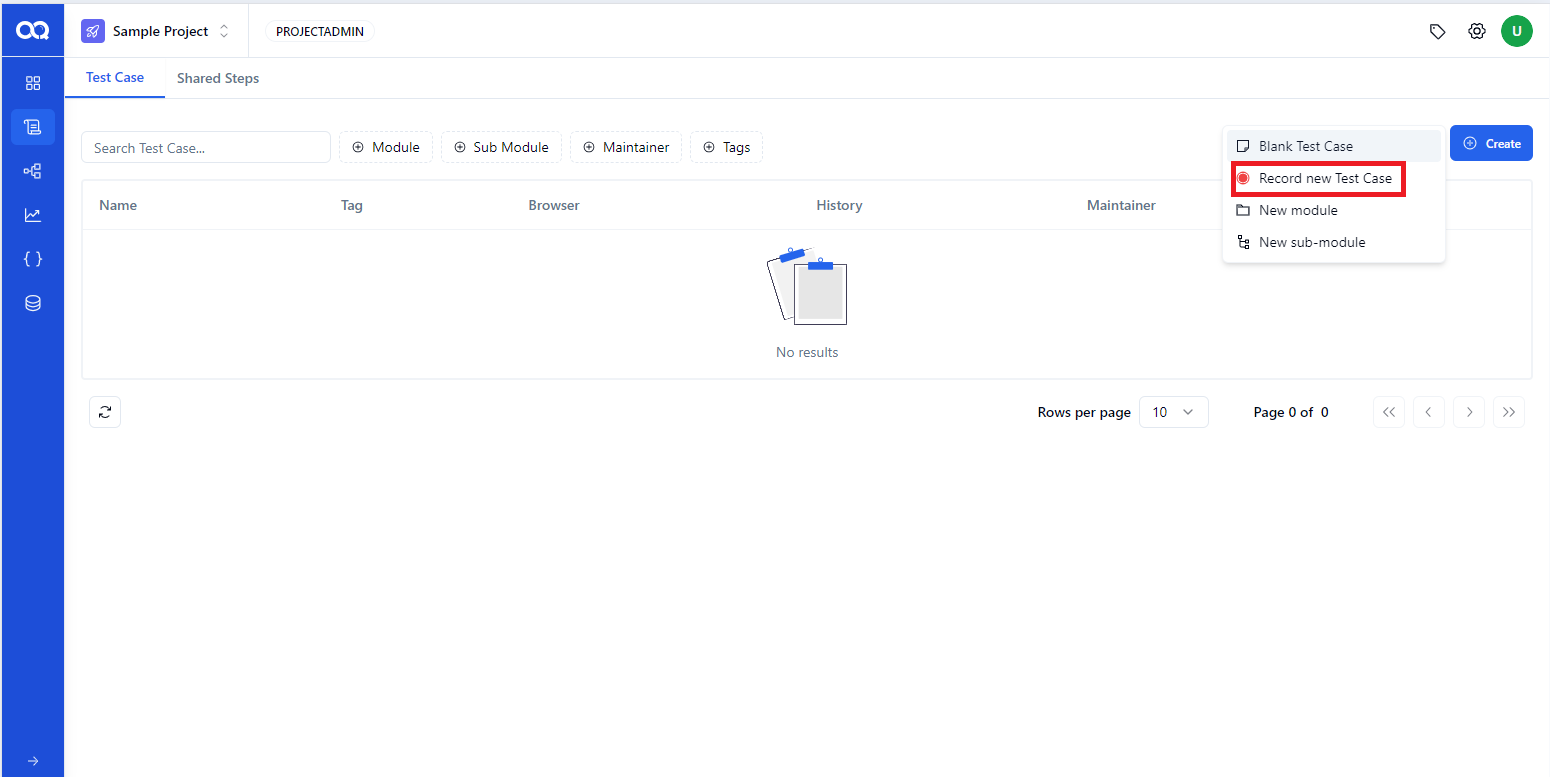 Sample Project
PROJECTADMIN
U
Test Case
Shared Steps
Search Test Case...
Module
Sub Module
Maintainer
Tags
Blank Test Case
Create
Record new Test Case
New module
New sub-module
Name
Tag
Browser
History
Maintainer
No results
Rows per page
10
Page 0 of 0